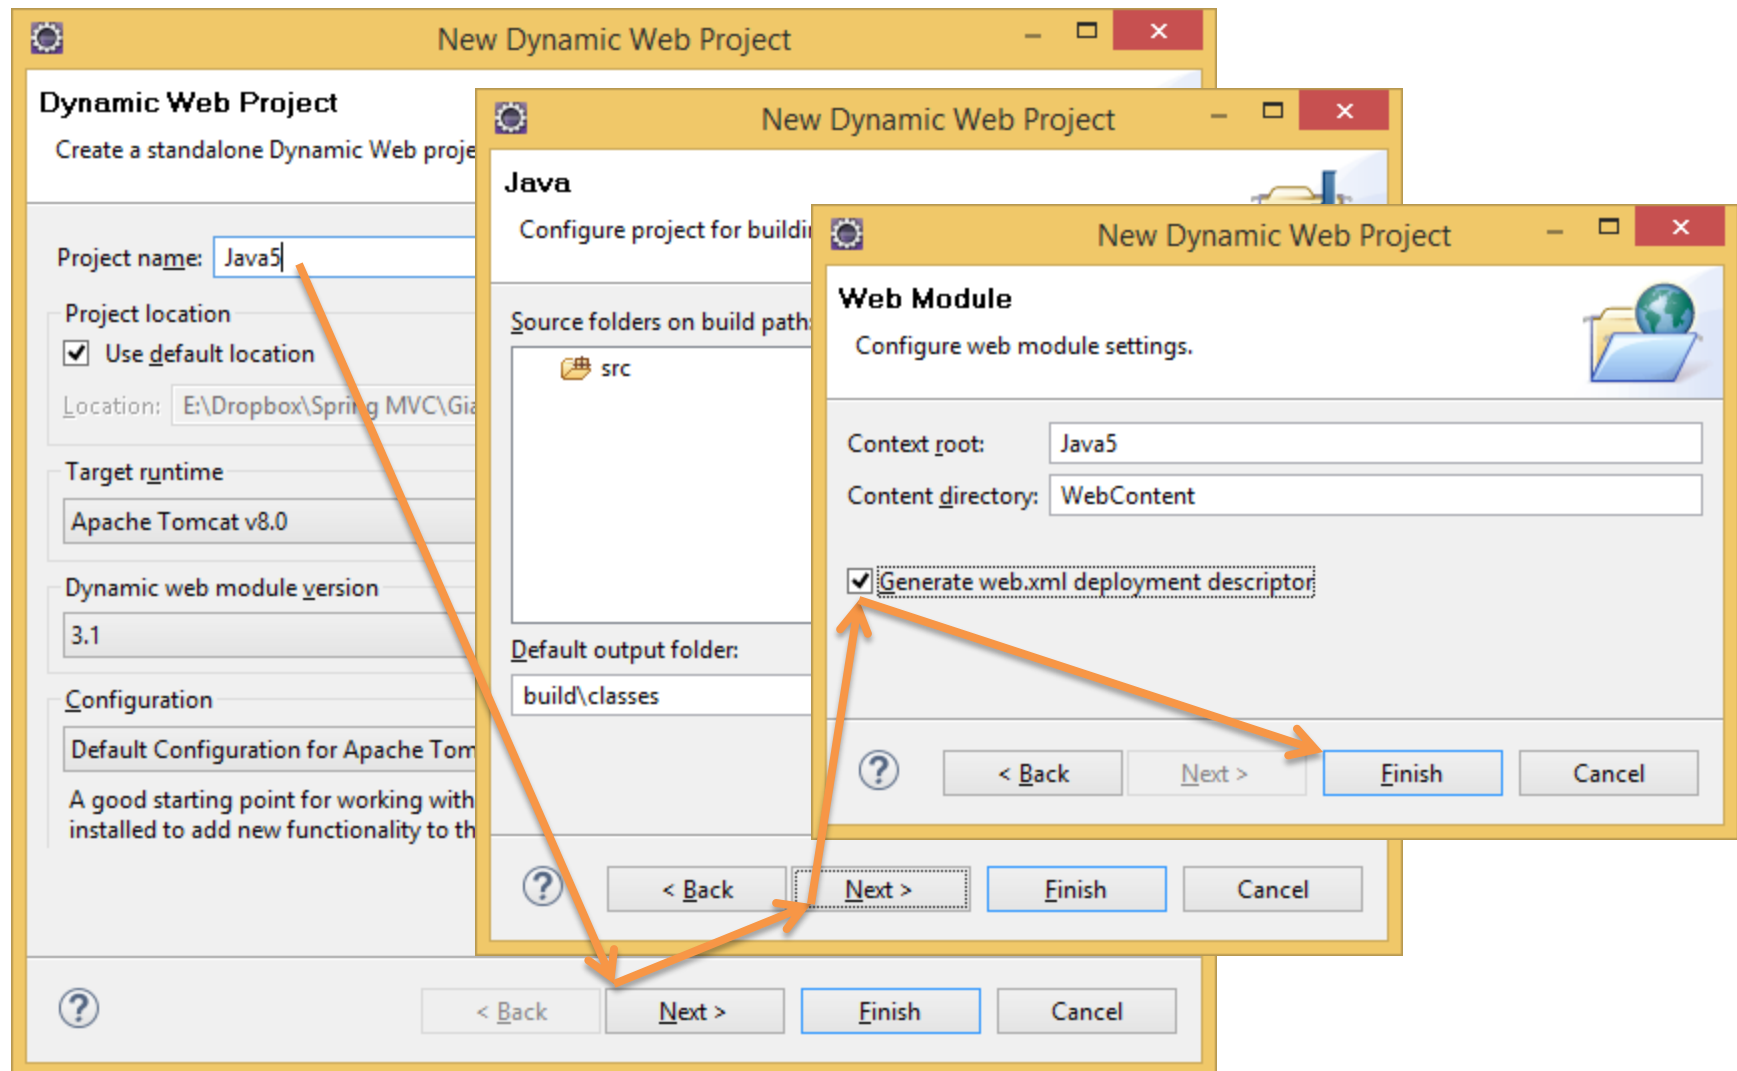 New Dynamic Web Project
Dynamic Web Project
Create a standalone Dynamic Web proje
Project name: Java5
Project location
Use default location
Location: E:\Dropbox\Spring MVC\Gia
Target runtime
Apache Tomcat v8.0
Dynamic web module version
3.1
Configuration
Default Configuration for Apache Tom
A good starting point for working with
installed to add new functionality to th
< Back Next > Finish Cancel
New Dynamic Web Project
Java
Configure project for buildi
Source folders on build path:
src
Default output folder:
build\classes
< Back Next > Finish Cancel
New Dynamic Web Project
Web Module
Configure web module settings.
Context root: Java5
Content directory: WebContent
Generate web.xml deployment descriptor
< Back Next > Finish Cancel